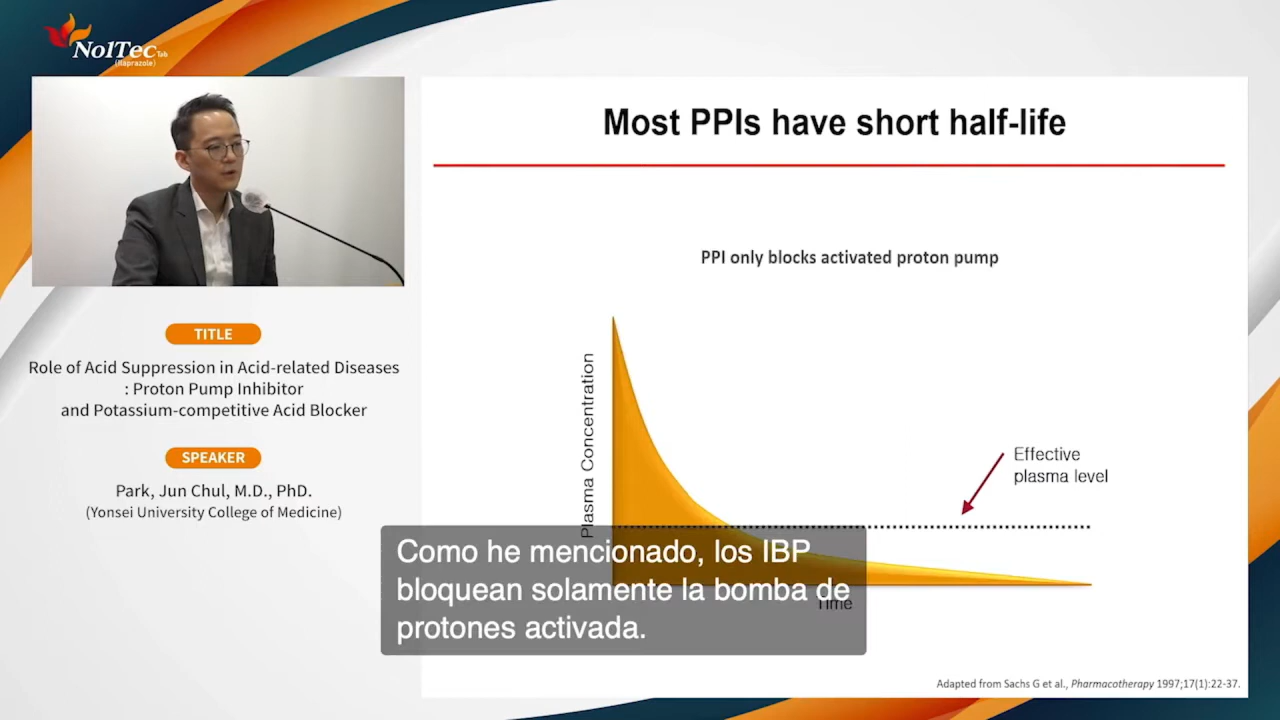 NolTec Tab
(Ilaprazole)
Most PPIs have short half-life
PPI only blocks activated proton pump
Plasma Concentration
Effective
plasma level
Time
TITLE
Role of Acid Suppression in Acid-related Diseases
: Proton Pump Inhibitor
and Potassium-competitive Acid Blocker
SPEAKER
Park, Jun Chul, M.D., PhD.
(Yonsei University College of Medicine)
Como he mencionado, los IBP
bloquean solamente la bomba de
protones activada.
Adapted from Sachs G et al., Pharmacotherapy 1997;17(1):22-37.